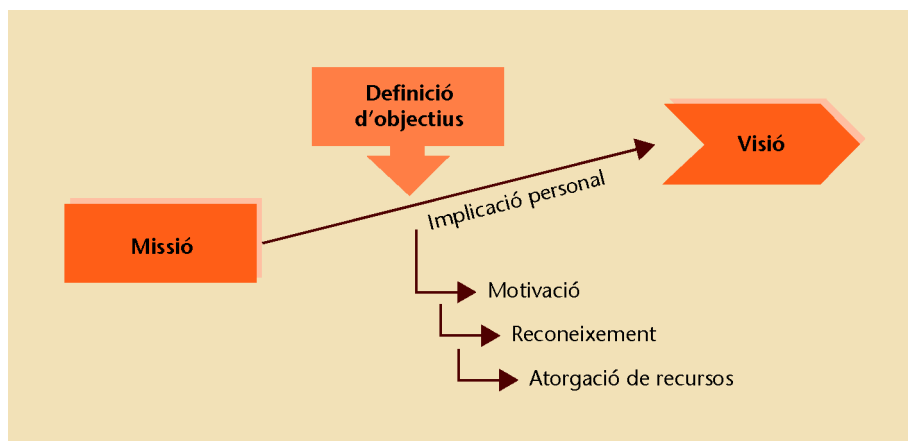 Definició
d'objectius
Visió
Implicació personal
Missió
Motivació
Reconeixement
Atorgació de recursos